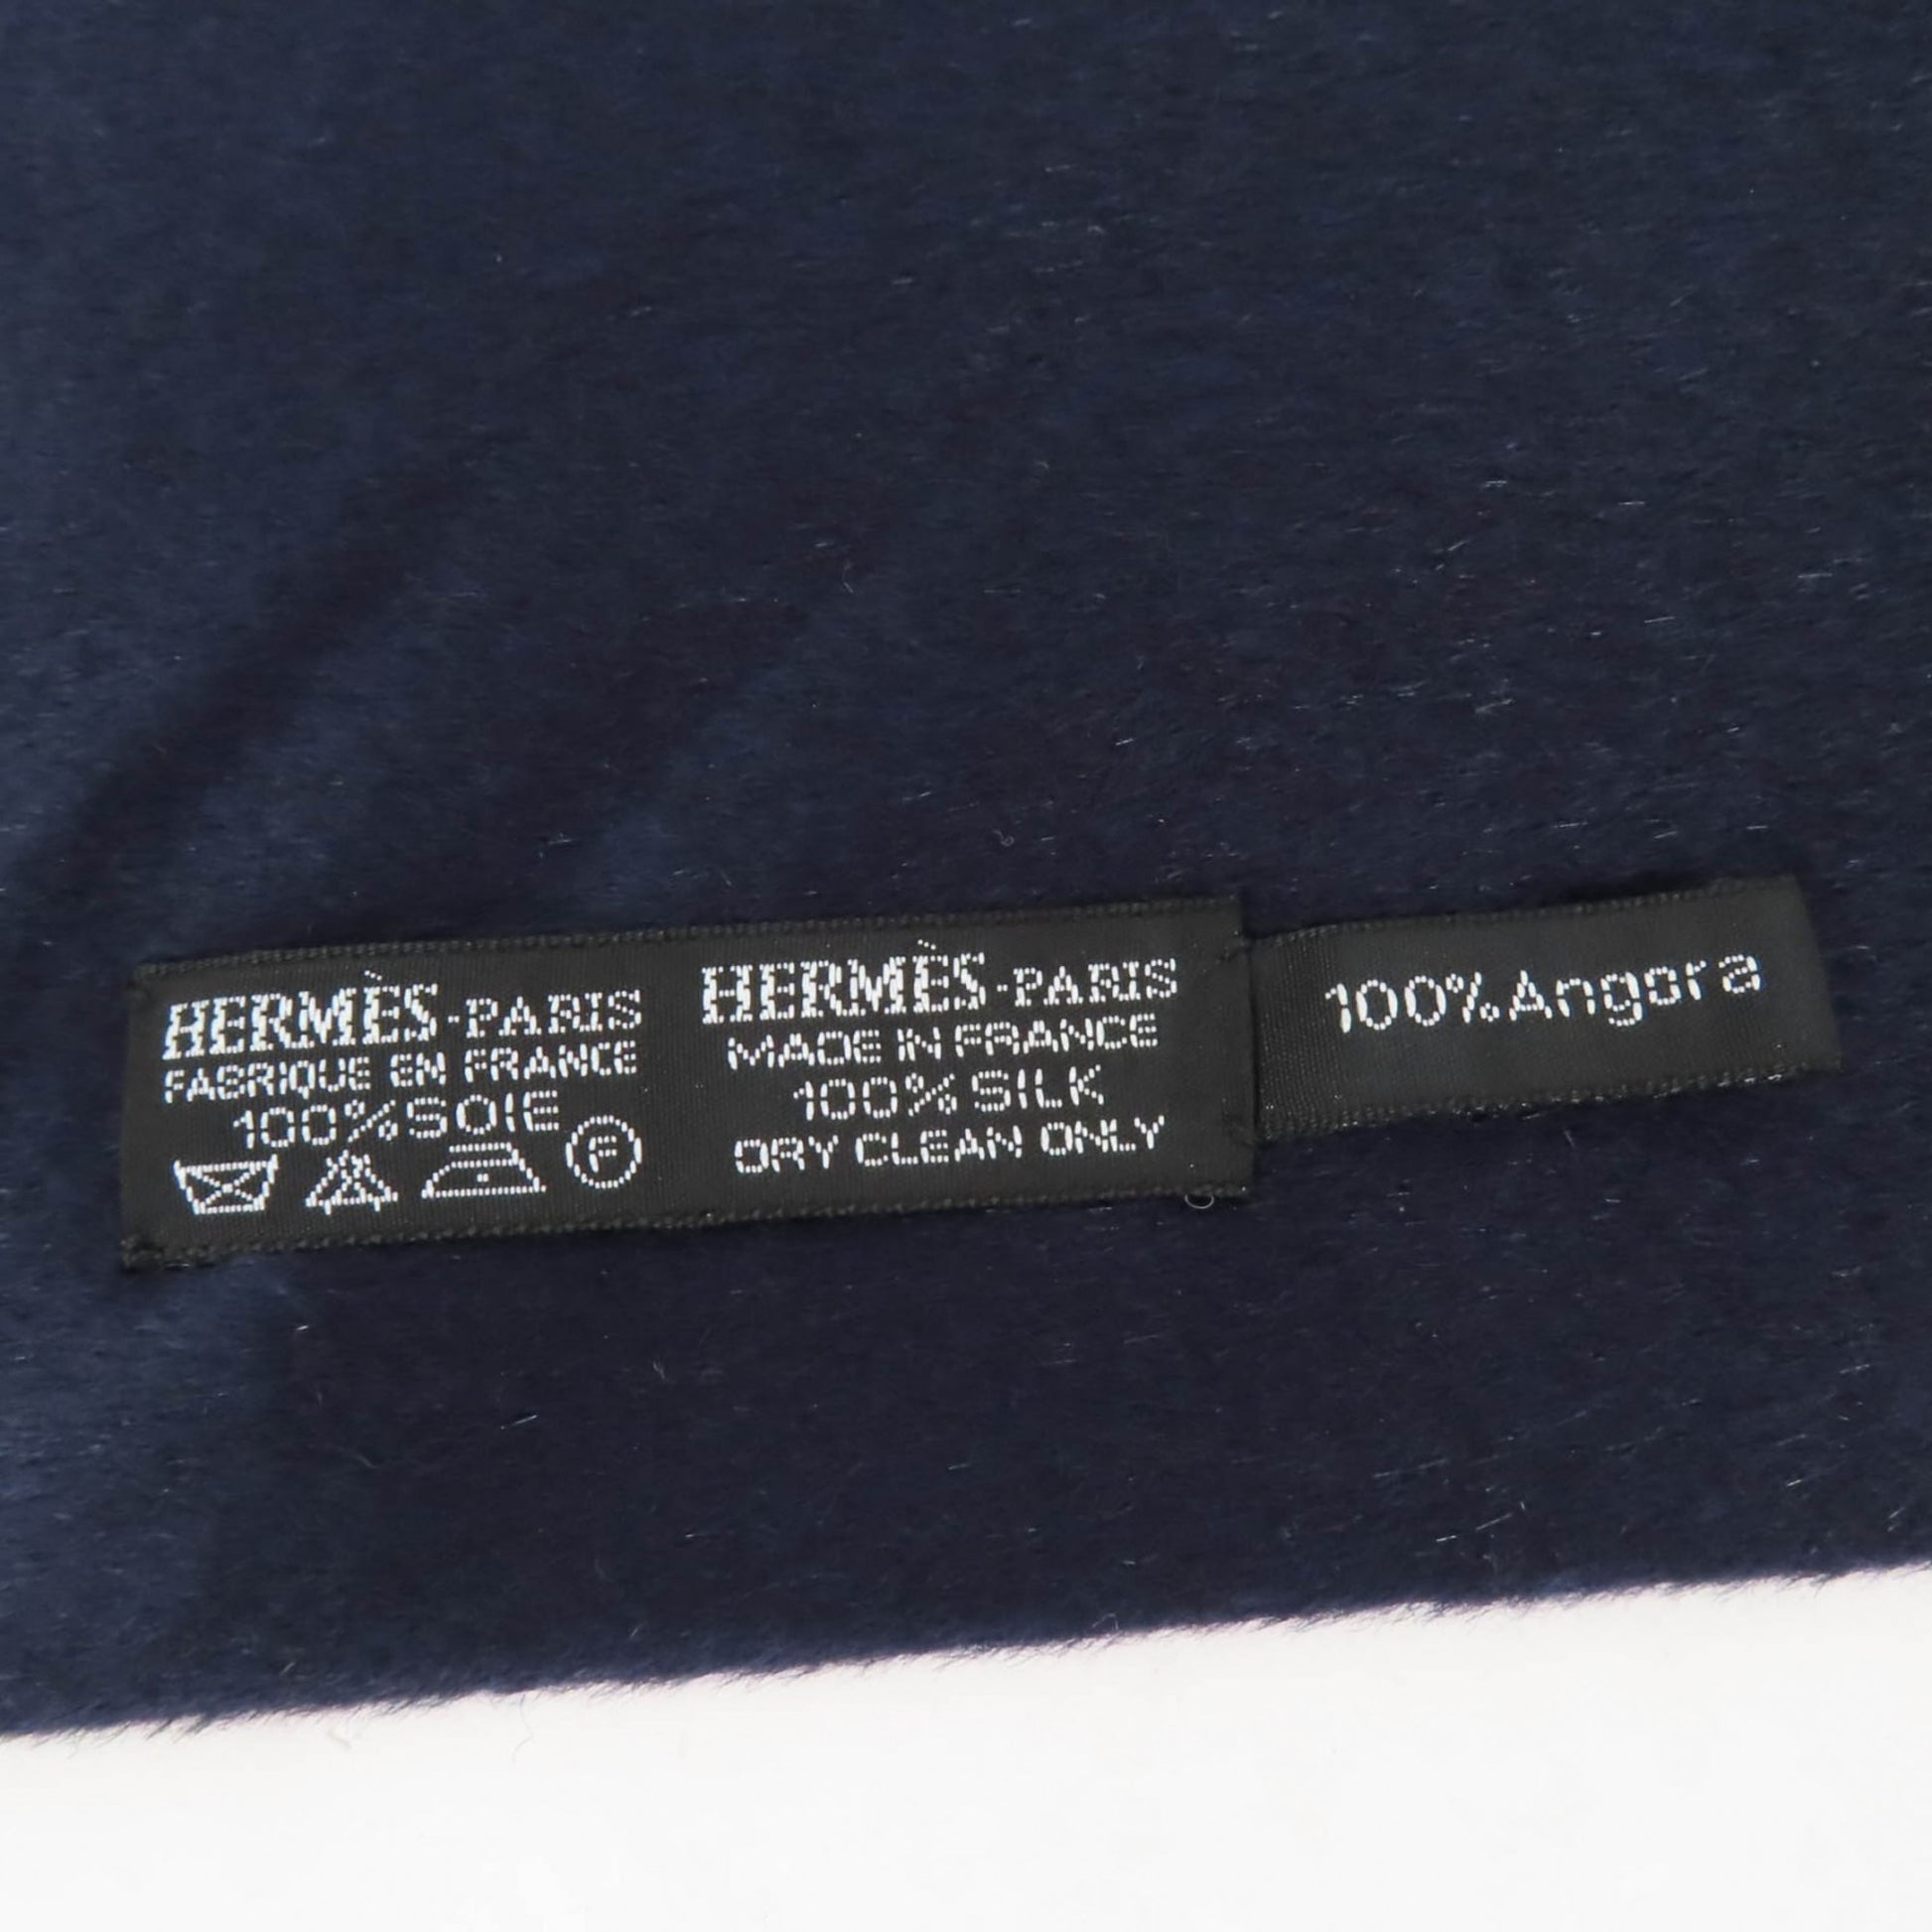 HERMÈS-PARIS
FABRIQUE EN FRANCE
100% SOIE
F
HERMÈS-PARIS
MADE IN FRANCE
100% SILK
DRY CLEAN ONLY
100% Angora